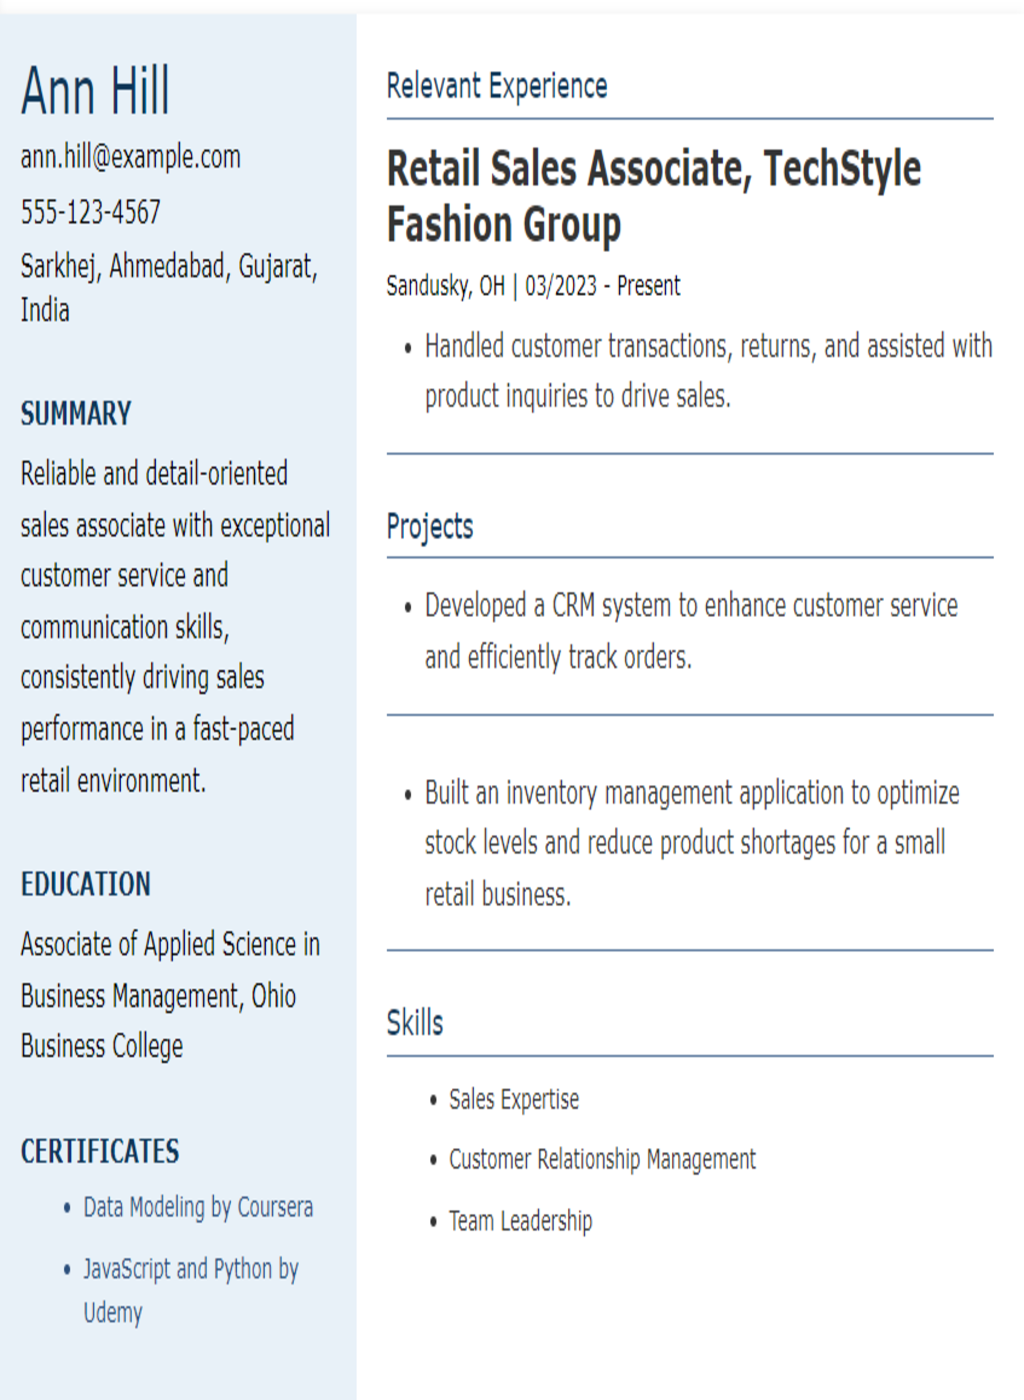 Ann Hill
ann.hill@example.com
555-123-4567
Sarkhej, Ahmedabad, Gujarat,
India
SUMMARY
Reliable and detail-oriented
sales associate with exceptional
customer service and
communication skills,
consistently driving sales
performance in a fast-paced
retail environment.
EDUCATION
Associate of Applied Science in
Business Management, Ohio
Business College
CERTIFICATES
• Data Modeling by Coursera
• JavaScript and Python by
Udemy
Relevant Experience
Retail Sales Associate, TechStyle
Fashion Group
Sandusky, OH | 03/2023 - Present
• Handled customer transactions, returns, and assisted with
product inquiries to drive sales.
Projects
• Developed a CRM system to enhance customer service
and efficiently track orders.
• Built an inventory management application to optimize
stock levels and reduce product shortages for a small
retail business.
Skills
• Sales Expertise
• Customer Relationship Management
• Team Leadership